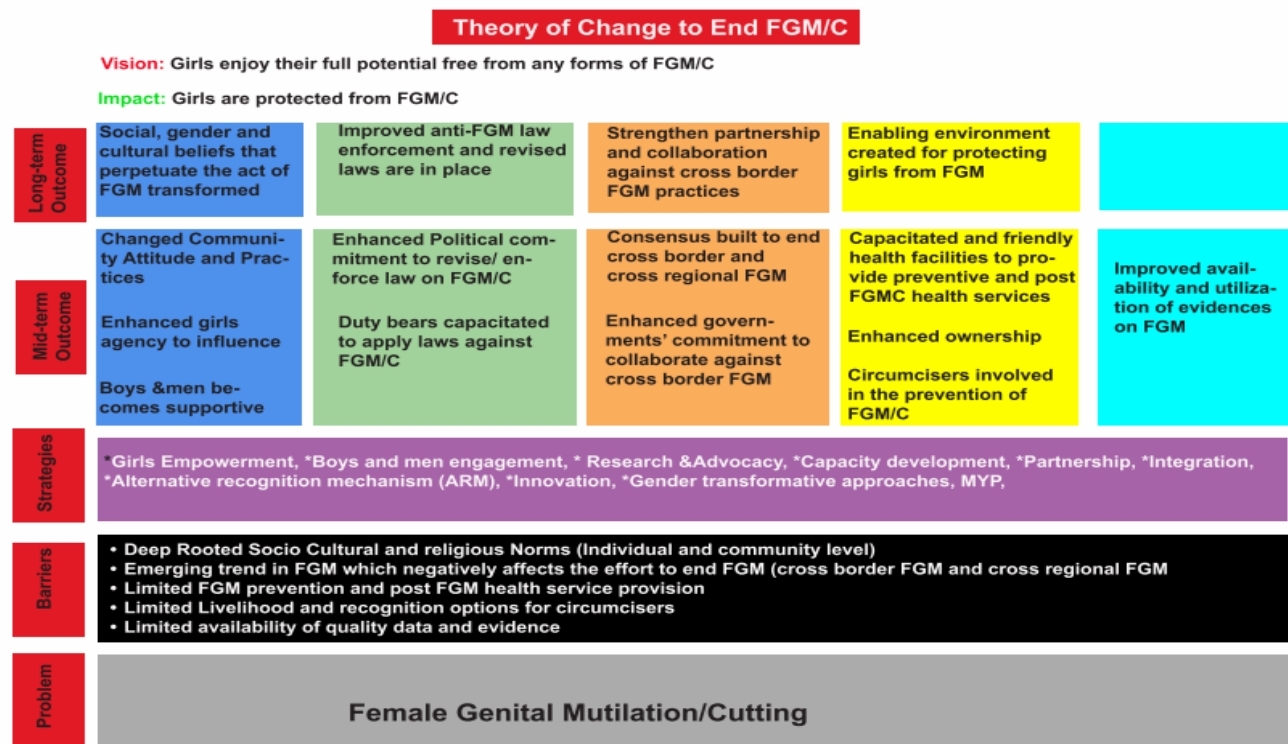 Theory of Change to End FGM/C
Vision: Girls enjoy their full potential free from any forms of FGM/C
Impact: Girls are protected from FGM/C
Long-term
Outcome
Social, gender and
cultural beliefs that
perpetuate the act of
FGM transformed
Improved anti-FGM law
enforcement and revised
laws are in place
Strengthen partnership
and collaboration
against cross border
FGM practices
Enabling environment
created for protecting
girls from FGM
Mid-term
Outcome
Changed Communi-
ty Attitude and Prac-
tices
Enhanced girls
agency to influence
Boys &men be-
comes supportive
Enhanced Political com-
mitment to revise/ en-
force law on FGM/C
Duty bears capacitated
to apply laws against
FGM/C
Consensus built to end
cross border and
cross regional FGM
Enhanced govern-
ments' commitment to
collaborate against
cross border FGM
Capacitated and friendly
health facilities to pro-
vide preventive and post
FGMC health services
Enhanced ownership
Circumcisers involved
in the prevention of
FGM/C
Improved avail-
ability and utiliza-
tion of evidences
on FGM
Strategies
*Girls Empowerment, *Boys and men engagement, * Research &Advocacy, *Capacity development, *Partnership, *Integration,
*Alternative recognition mechanism (ARM), *Innovation, *Gender transformative approaches, MYP,
Barriers
• Deep Rooted Socio Cultural and religious Norms (Individual and community level)
• Emerging trend in FGM which negatively affects the effort to end FGM (cross border FGM and cross regional FGM
• Limited FGM prevention and post FGM health service provision
• Limited Livelihood and recognition options for circumcisers
• Limited availability of quality data and evidence
Problem
Female Genital Mutilation/Cutting